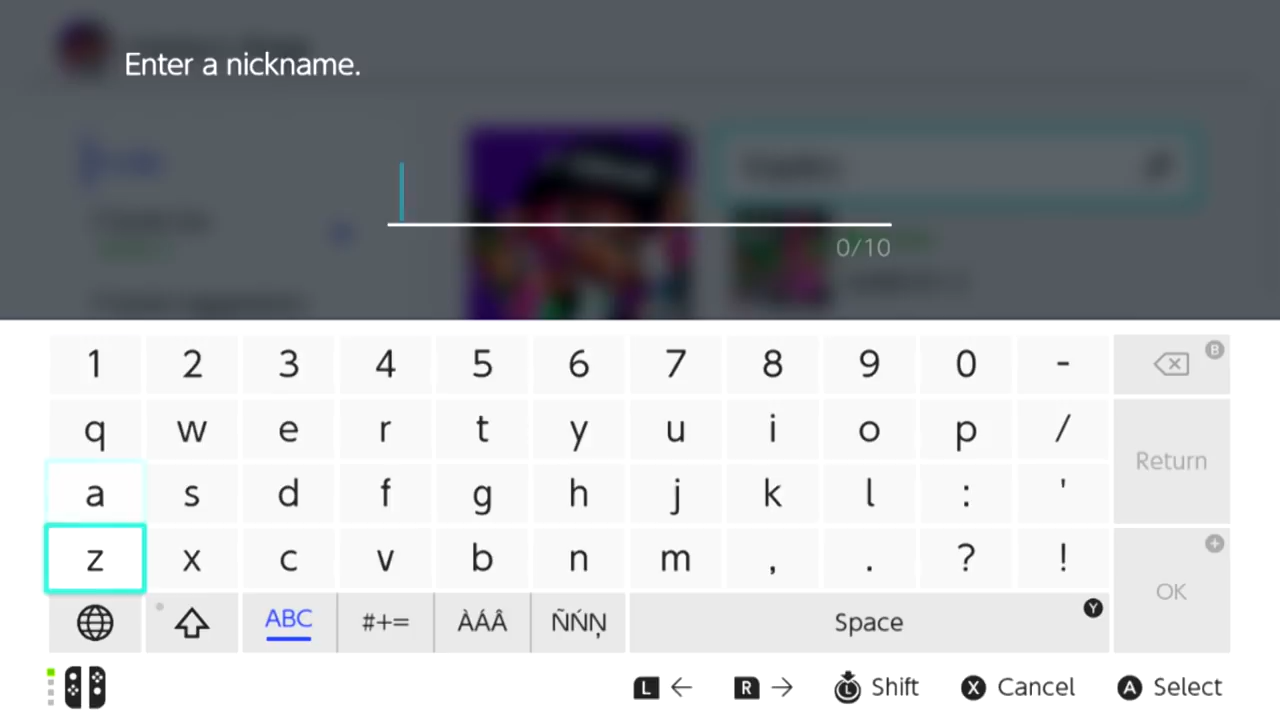 Enter a nickname.
0/10
1 2 3 4 5 6 7 8 9 0 - B
q w e r t y u i o p / Return
a s d f g h j k l : '
z x c v b n m , . ? ! + OK
ABC #+= ÀÁÂ ÑŃŅ Space Y
L ← R → L Shift X Cancel A Select